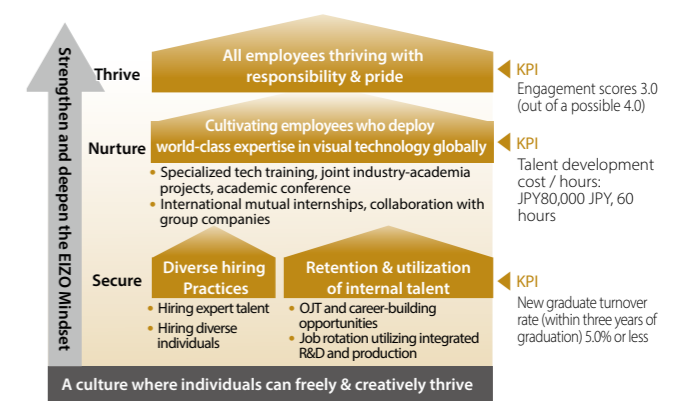 Strengthen and deepen the EIZO Mindset
Thrive
All employees thriving with
responsibility & pride
KPI
Engagement scores 3.0
(out of a possible 4.0)
Nurture
Cultivating employees who deploy
world-class expertise in visual technology globally
• Specialized tech training, joint industry-academia
projects, academic conference
• International mutual internships, collaboration with
group companies
KPI
Talent development
cost / hours:
JPY80,000 JPY, 60
hours
Secure
Diverse hiring
Practices
• Hiring expert talent
• Hiring diverse
individuals
Retention & utilization
of internal talent
• OJT and career-building
opportunities
• Job rotation utilizing integrated
R&D and production
KPI
New graduate turnover
rate (within three years of
graduation) 5.0% or less
A culture where individuals can freely & creatively thrive